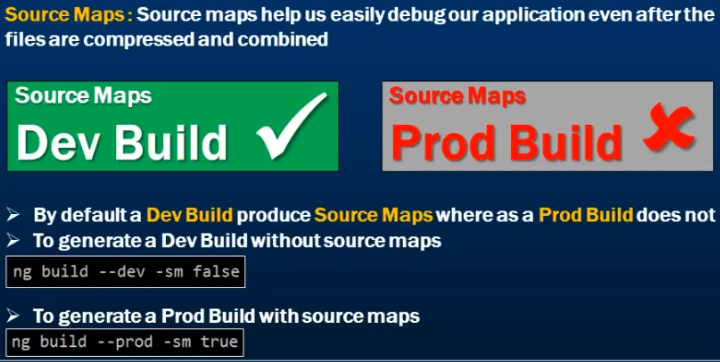 Source Maps : Source maps help us easily debug our application even after the
files are compressed and combined
Source Maps
Dev Build
Source Maps
Prod Build
➢ By default a Dev Build produce Source Maps where as a Prod Build does not
➢ To generate a Dev Build without source maps
ng build --dev -sm false
➢ To generate a Prod Build with source maps
ng build --prod -sm true